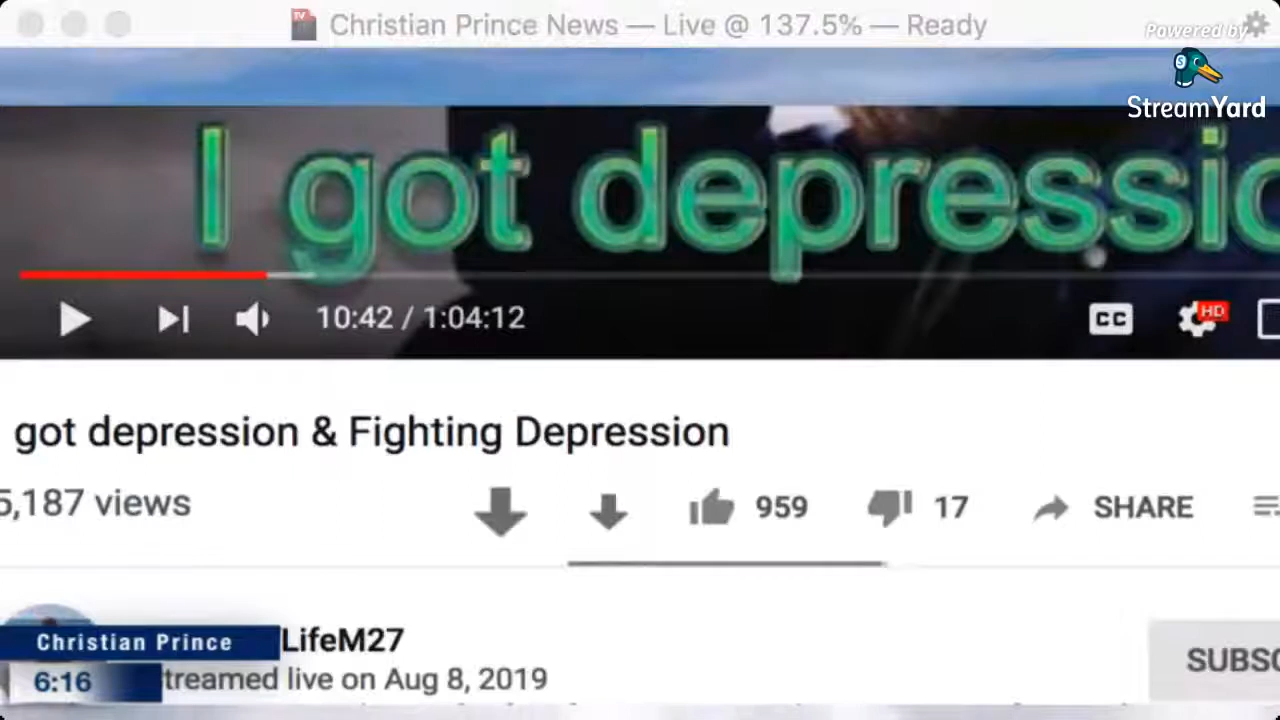 TV Christian Prince News — Live @ 137.5% — Ready
Powered by
StreamYard
I got depressio
10:42 / 1:04:12
CC
HD
got depression & Fighting Depression
5,187 views
959
17
SHARE
LifeM27
SUBSC
Christian Prince
treamed live on Aug 8, 2019
6:16